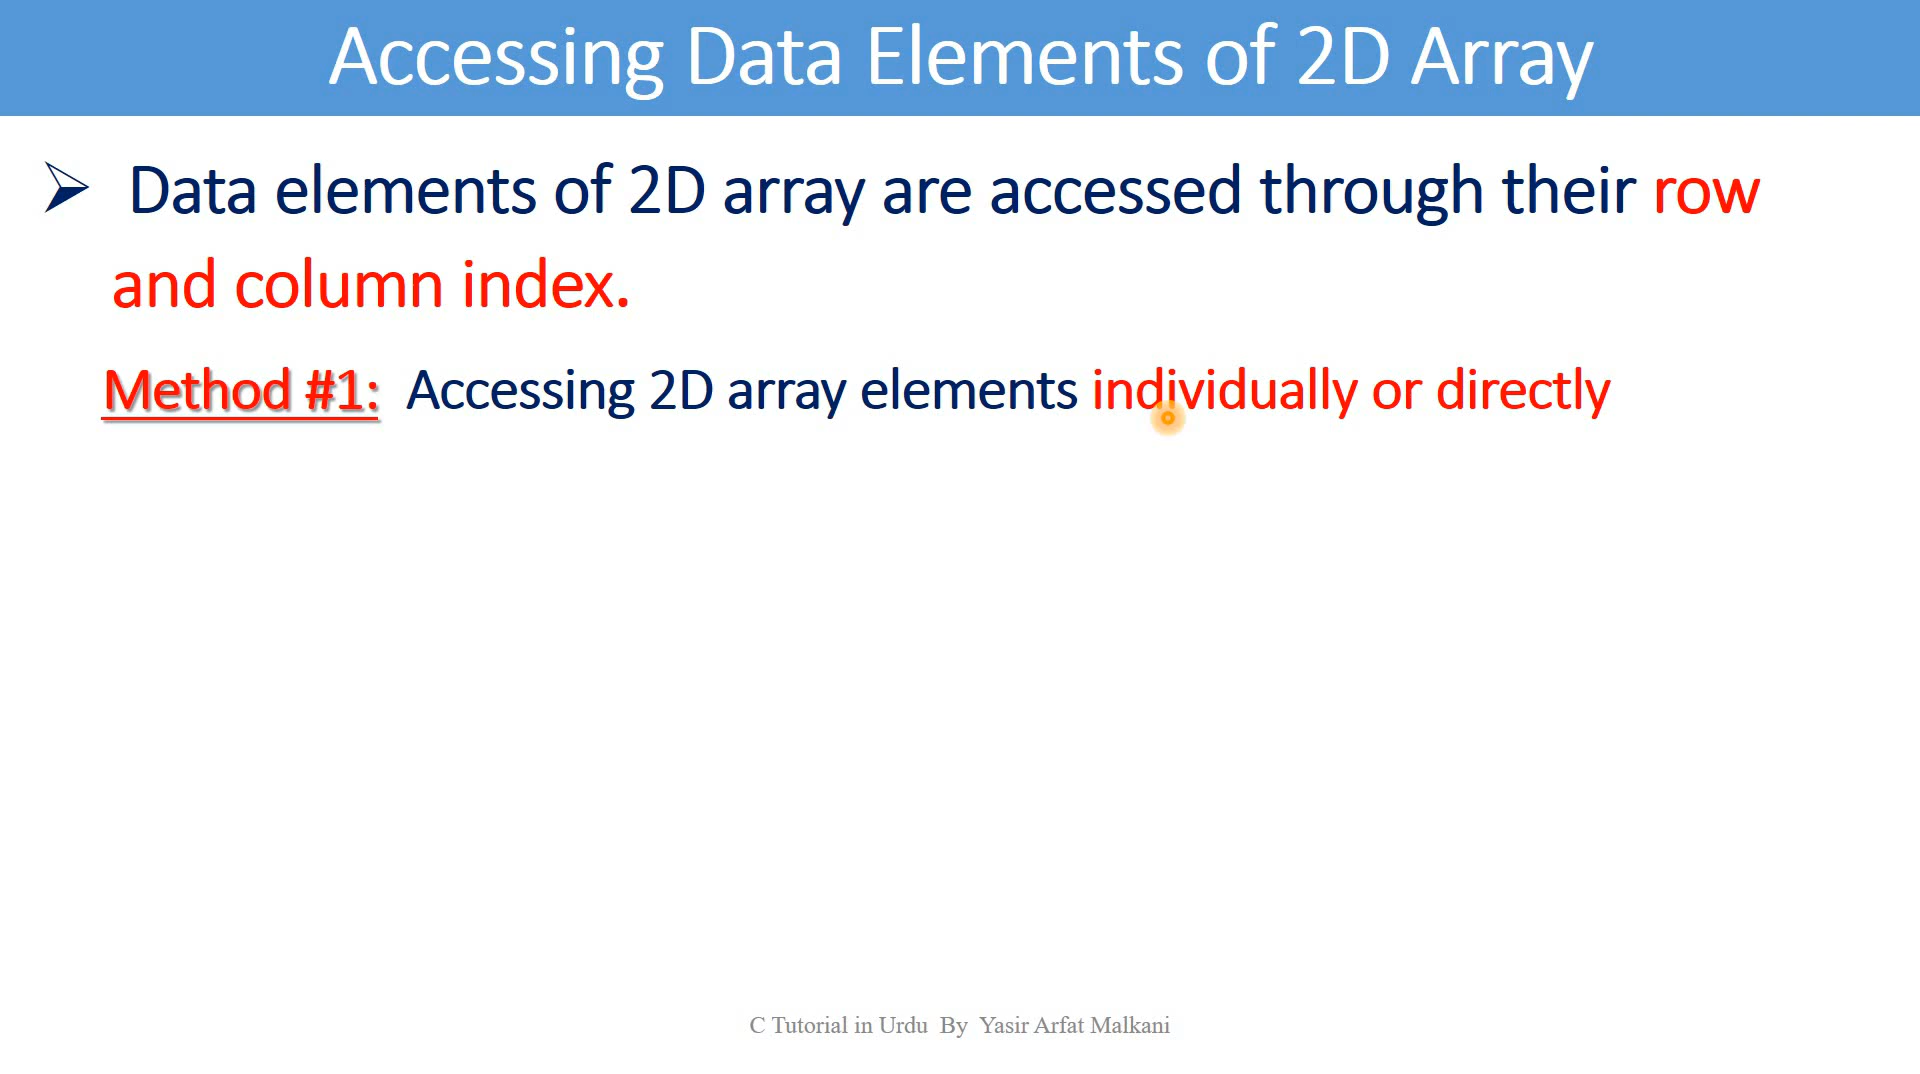 Accessing Data Elements of 2D Array
Data elements of 2D array are accessed through their row
and column index.
Method #1: Accessing 2D array elements individually or directly
C Tutorial in Urdu By Yasir Arfat Malkani